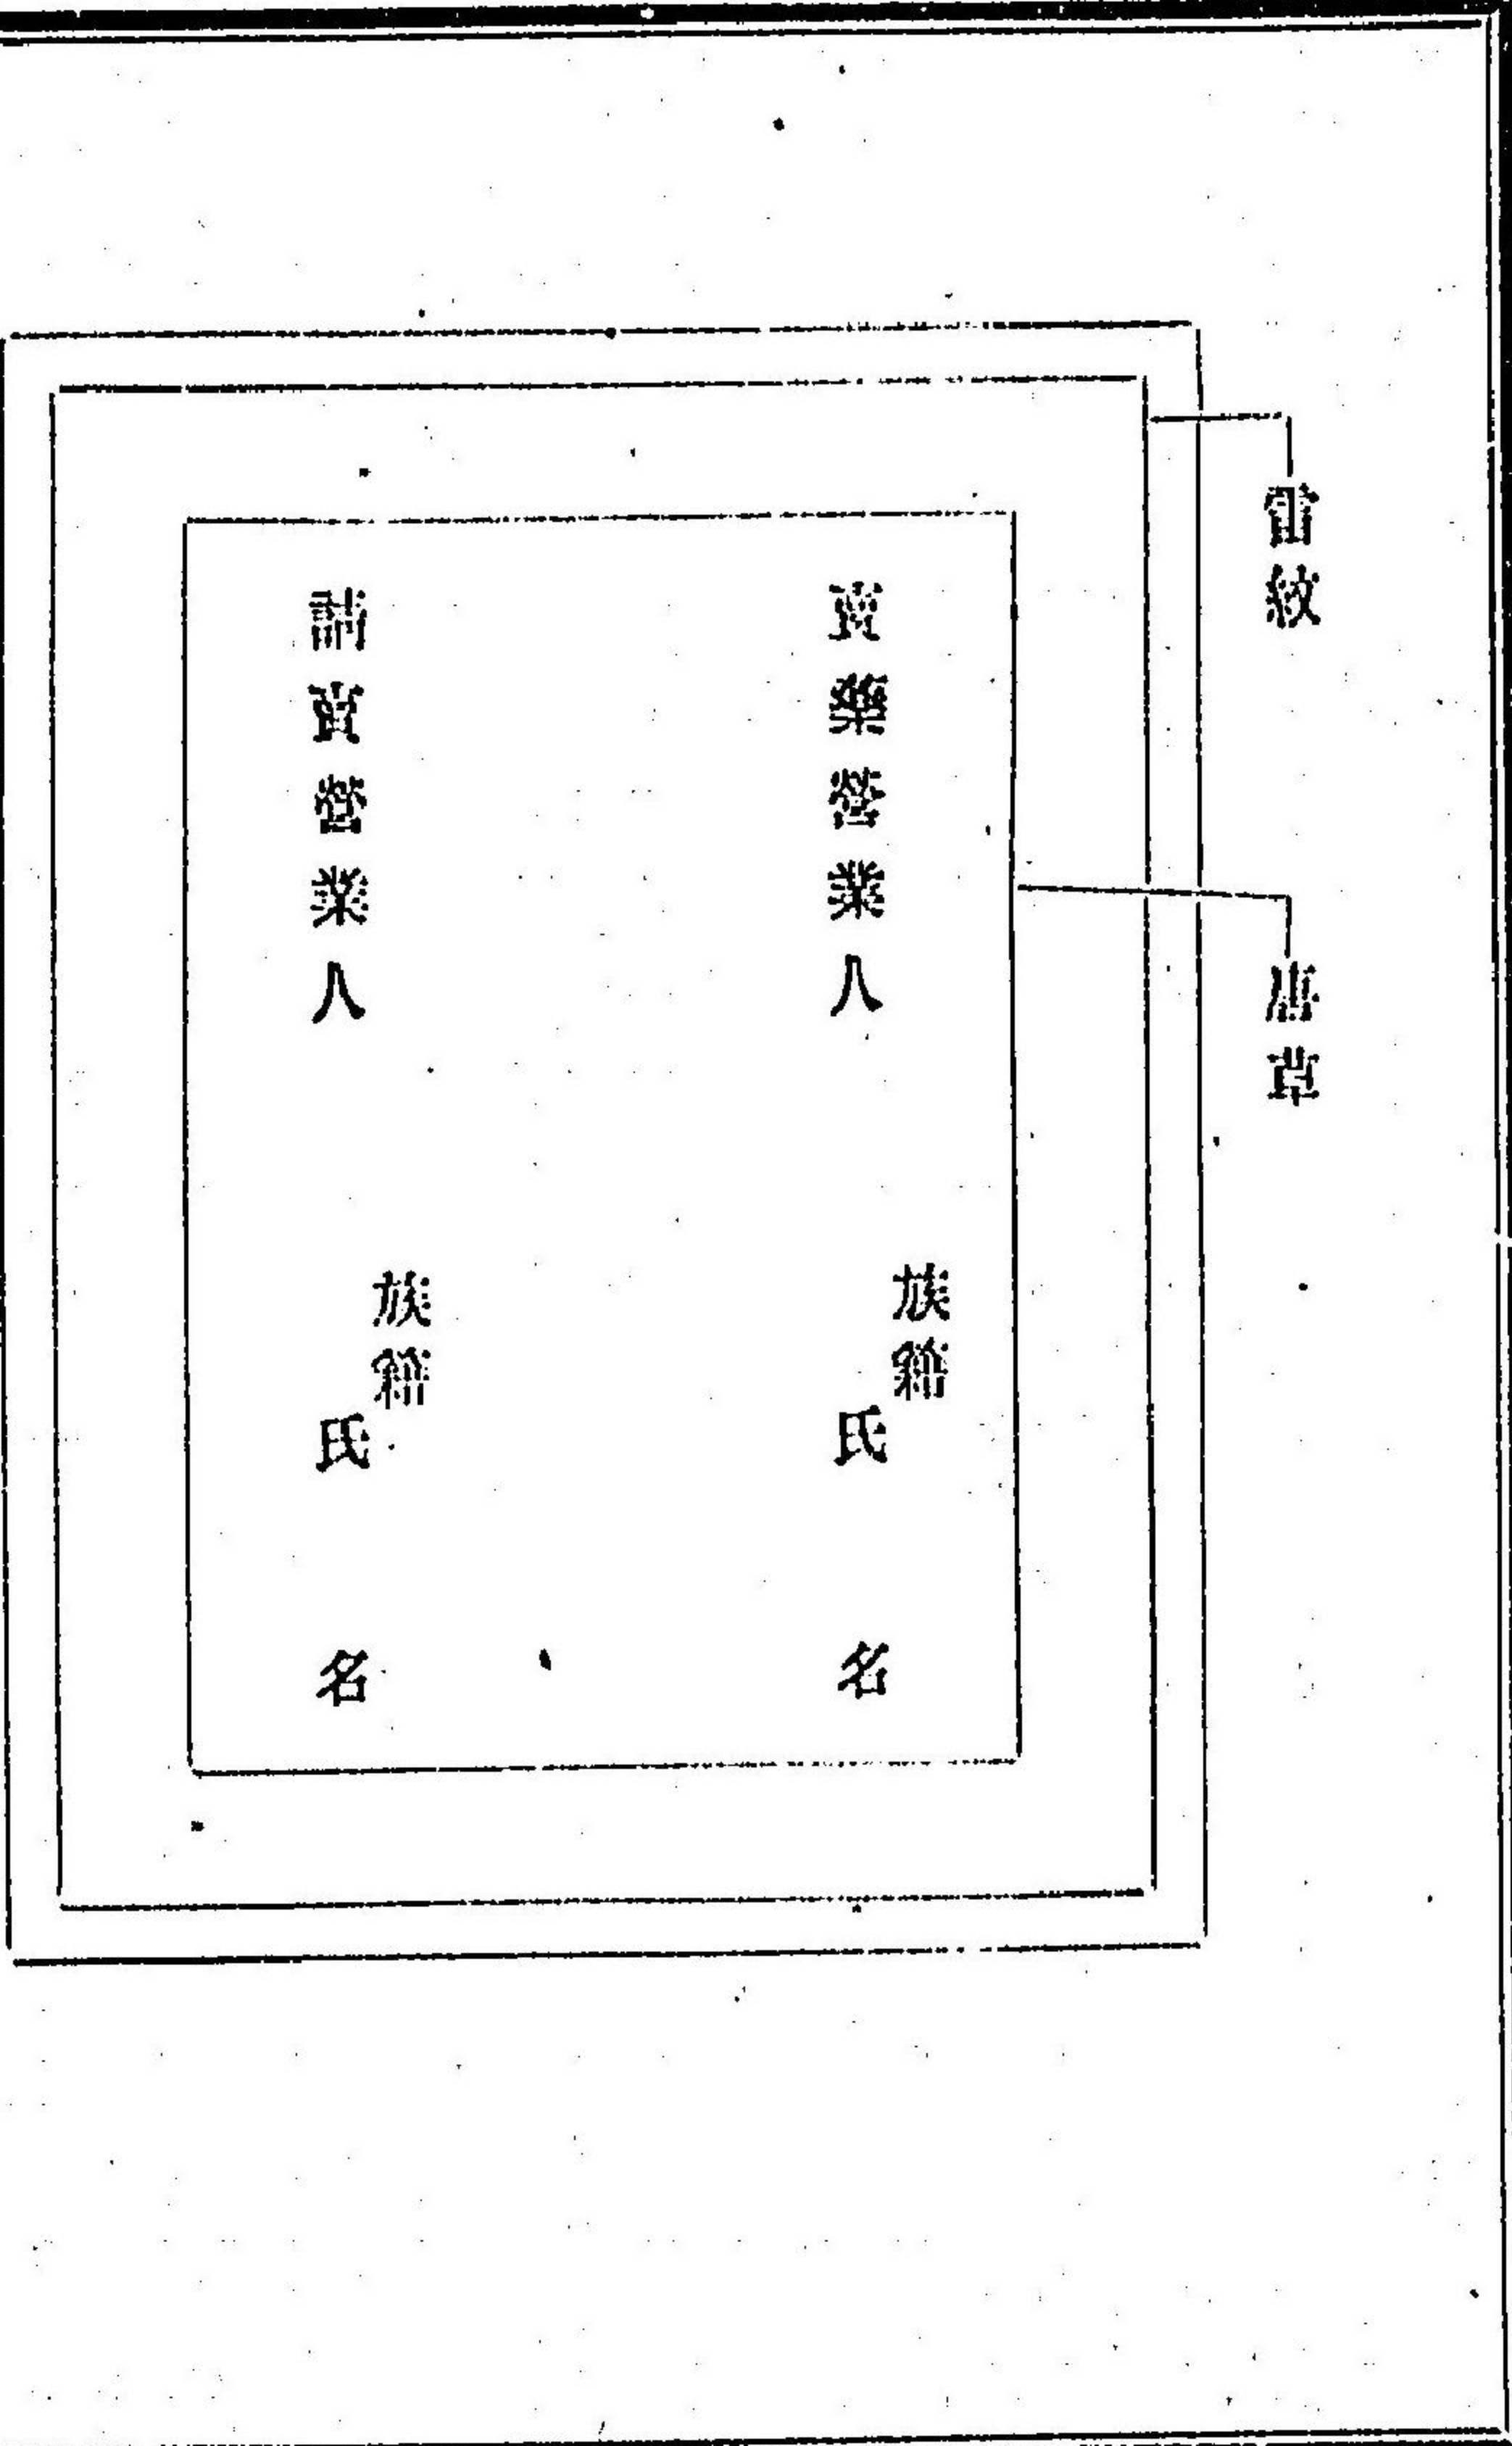 雷紋
唐草
賣藥營業人
族籍
氏名
請賣營業人
族籍
氏名